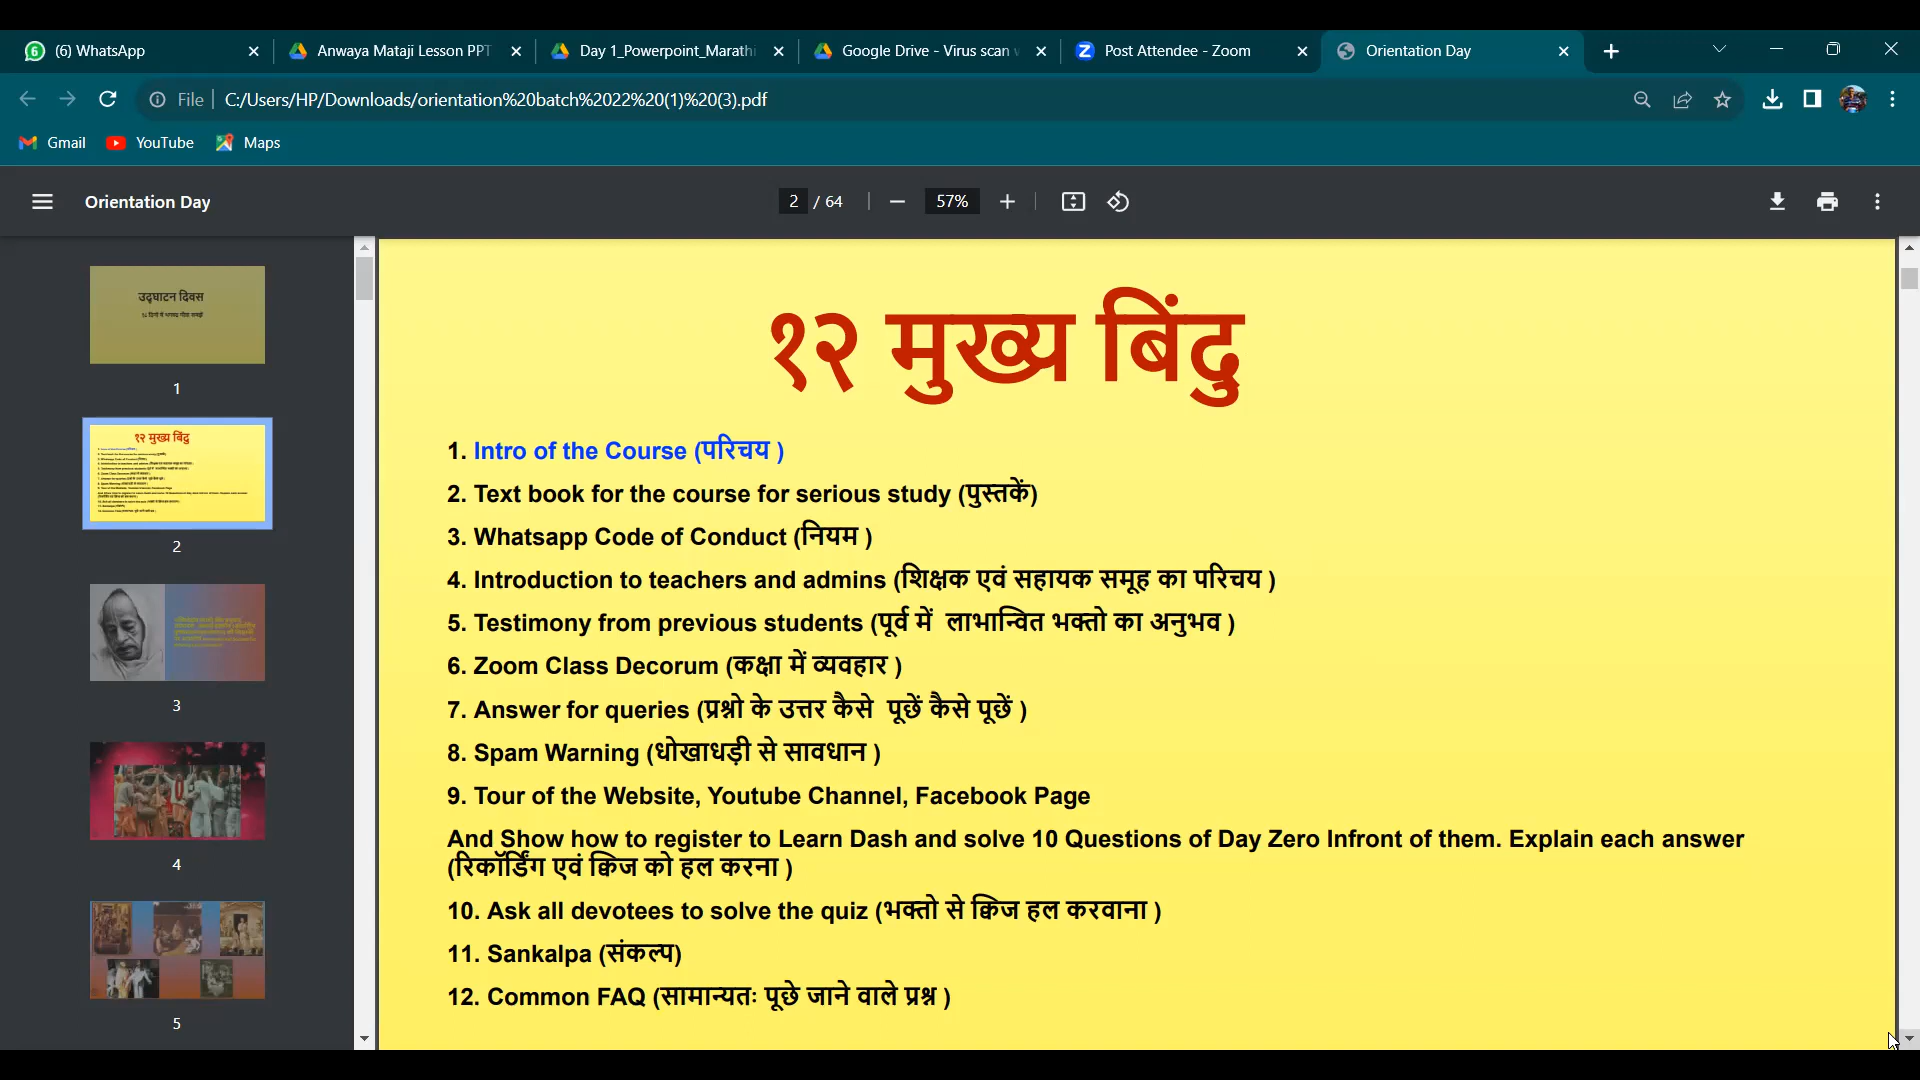 (6) WhatsApp
Anwaya Mataji Lesson PPT
Day 1_Powerpoint_Marathi
Google Drive - Virus scan
Post Attendee - Zoom
Orientation Day
File
C:/Users/HP/Downloads/orientation%20batch%2022%20(1)%20(3).pdf
Gmail
YouTube
Maps
Orientation Day
2 / 64
57%
उद्घाटन दिवस
1
१२ मुख्य बिंदु
2
3
4
5
१२ मुख्य बिंदु
1. Intro of the Course (परिचय )
2. Text book for the course for serious study (पुस्तकें)
3. Whatsapp Code of Conduct (नियम )
4. Introduction to teachers and admins (शिक्षक एवं सहायक समूह का परिचय )
5. Testimony from previous students (पूर्व में लाभान्वित भक्तो का अनुभव )
6. Zoom Class Decorum (कक्षा में व्यवहार )
7. Answer for queries (प्रश्नो के उत्तर कैसे पूछें कैसे पूछें )
8. Spam Warning (धोखाधड़ी से सावधान )
9. Tour of the Website, Youtube Channel, Facebook Page
And Show how to register to Learn Dash and solve 10 Questions of Day Zero Infront of them. Explain each answer
(रिकॉर्डिंग एवं क्विज को हल करना )
10. Ask all devotees to solve the quiz (भक्तो से क्विज हल करवाना )
11. Sankalpa (संकल्प)
12. Common FAQ (सामान्यतः पूछे जाने वाले प्रश्न )